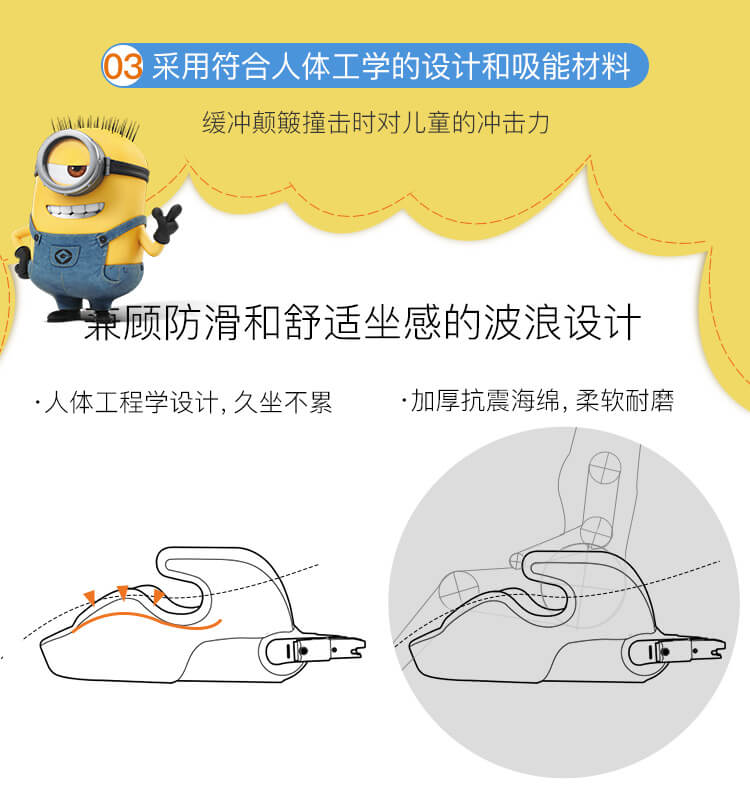 03 采用符合人体工学的设计和吸能材料
缓冲颠簸撞击时对儿童的冲击力
兼顾防滑和舒适坐感的波浪设计
·人体工程学设计, 久坐不累
·加厚抗震海绵, 柔软耐磨